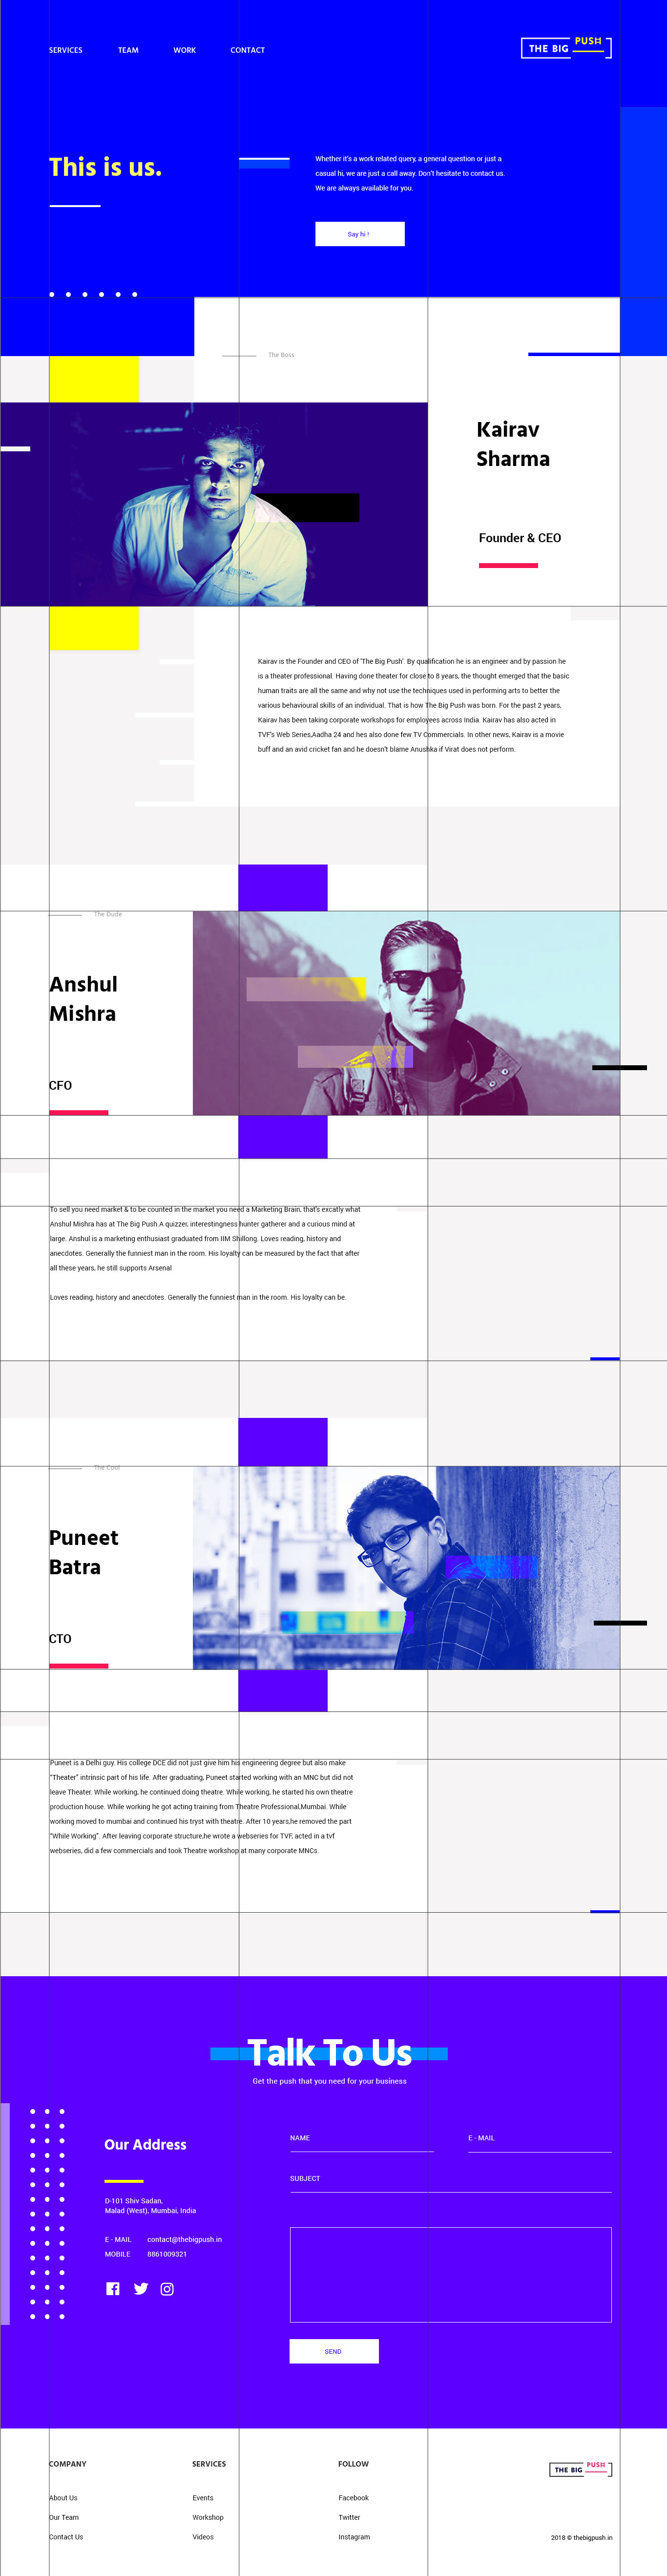 SERVICES TEAM WORK CONTACT
THE BIG PUSH
This is us.
Whether it's a work related query, a general question or just a
casual hi, we are just a call away. Don't hesitate to contact us.
We are always available for you.
Say hi !
The Boss
Kairav
Sharma
Founder & CEO
Kairav is the Founder and CEO of 'The Big Push'. By qualification he is an engineer and by passion he
is a theater professional. Having done theater for close to 8 years, the thought emerged that the basic
human traits are all the same and why not use the techniques used in performing arts to better the
various behavioural skills of an individual. That is how The Big Push was born. For the past 2 years,
Kairav has been taking corporate workshops for employees across India. Kairav has also acted in
TVF's Web Series,Aadha 24 and hes also done few TV Commercials. In other news, Kairav is a movie
buff and an avid cricket fan and he doesn't blame Anushka if Virat does not perform.
The Dude
Anshul
Mishra
CFO
To sell you need market & to be counted in the market you need a Marketing Brain, that's excatly what
Anshul Mishra has at The Big Push.A quizzer, interestingness hunter gatherer and a curious mind at
large. Anshul is a marketing enthusiast graduated from IIM Shillong. Loves reading, history and
anecdotes. Generally the funniest man in the room. His loyalty can be measured by the fact that after
all these years, he still supports Arsenal
Loves reading, history and anecdotes. Generally the funniest man in the room. His loyalty can be.
The Cool
Puneet
Batra
CTO
Puneet is a Delhi guy. His college DCE did not just give him his engineering degree but also make
"Theater" intrinsic part of his life. After graduating, Puneet started working with an MNC but did not
leave Theater. While working, he continued doing theatre. While working, he started his own theatre
production house. While working he got acting training from Theatre Professional,Mumbai. While
working moved to mumbai and continued his tryst with theatre. After 10 years,he removed the part
"While Working". After leaving corporate structure,he wrote a webseries for TVF, acted in a tvf
webseries, did a few commercials and took Theatre workshop at many corporate MNCs.
Talk To Us
Get the push that you need for your business
Our Address
D-101 Shiv Sadan,
Malad (West), Mumbai, India
E - MAIL contact@thebigpush.in
MOBILE 8861009321
NAME
E - MAIL
SUBJECT
SEND
COMPANY
About Us
Our Team
Contact Us
SERVICES
Events
Workshop
Videos
FOLLOW
Facebook
Twitter
Instagram
THE BIG PUSH
2018 © thebigpush.in